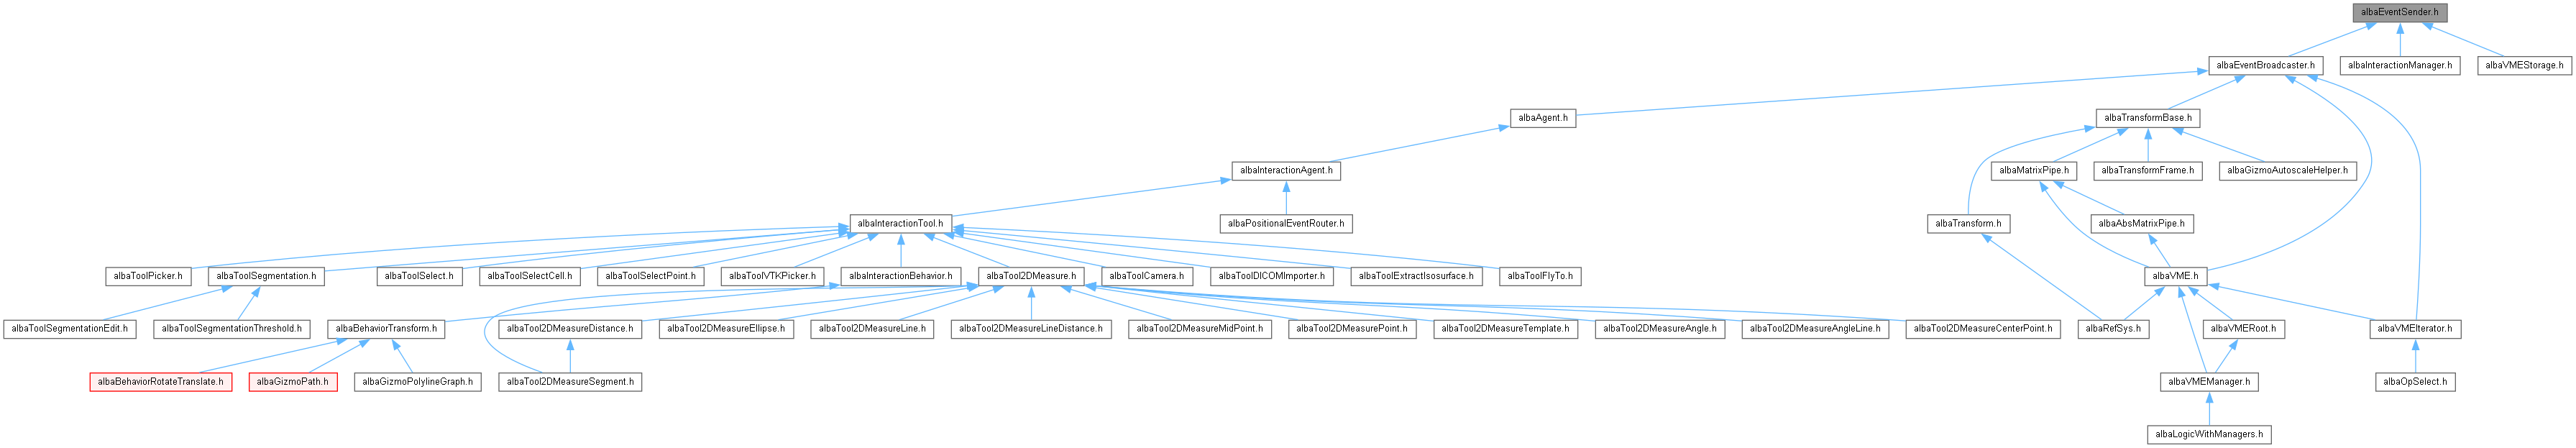 albaEventSender.h
albaEventBroadcaster.h
albaInteractionManager.h
albaVMEStorage.h
albaAgent.h
albaTransformBase.h
albaInteractionAgent.h
albaMatrixPipe.h
albaTransformFrame.h
albaGizmoAutoscaleHelper.h
albaInteractionTool.h
albaPositionalEventRouter.h
albaTransform.h
albaAbsMatrixPipe.h
albaToolPicker.h
albaToolSegmentation.h
albaToolSelect.h
albaToolSelectCell.h
albaToolSelectPoint.h
albaToolVTKPicker.h
albaInteractionBehavior.h
albaTool2DMeasure.h
albaToolCamera.h
albaToolDICOMImporter.h
albaToolExtractIsosurface.h
albaToolFlyTo.h
albaVME.h
albaToolSegmentationEdit.h
albaToolSegmentationThreshold.h
albaBehaviorTransform.h
albaTool2DMeasureDistance.h
albaTool2DMeasureEllipse.h
albaTool2DMeasureLine.h
albaTool2DMeasureLineDistance.h
albaTool2DMeasureMidPoint.h
albaTool2DMeasurePoint.h
albaTool2DMeasureTemplate.h
albaTool2DMeasureAngle.h
albaTool2DMeasureAngleLine.h
albaTool2DMeasureCenterPoint.h
albaRefSys.h
albaVMERoot.h
albaVMEIterator.h
albaBehaviorRotateTranslate.h
albaGizmoPath.h
albaGizmoPolylineGraph.h
albaTool2DMeasureSegment.h
albaVMEManager.h
albaOpSelect.h
albaLogicWithManagers.h